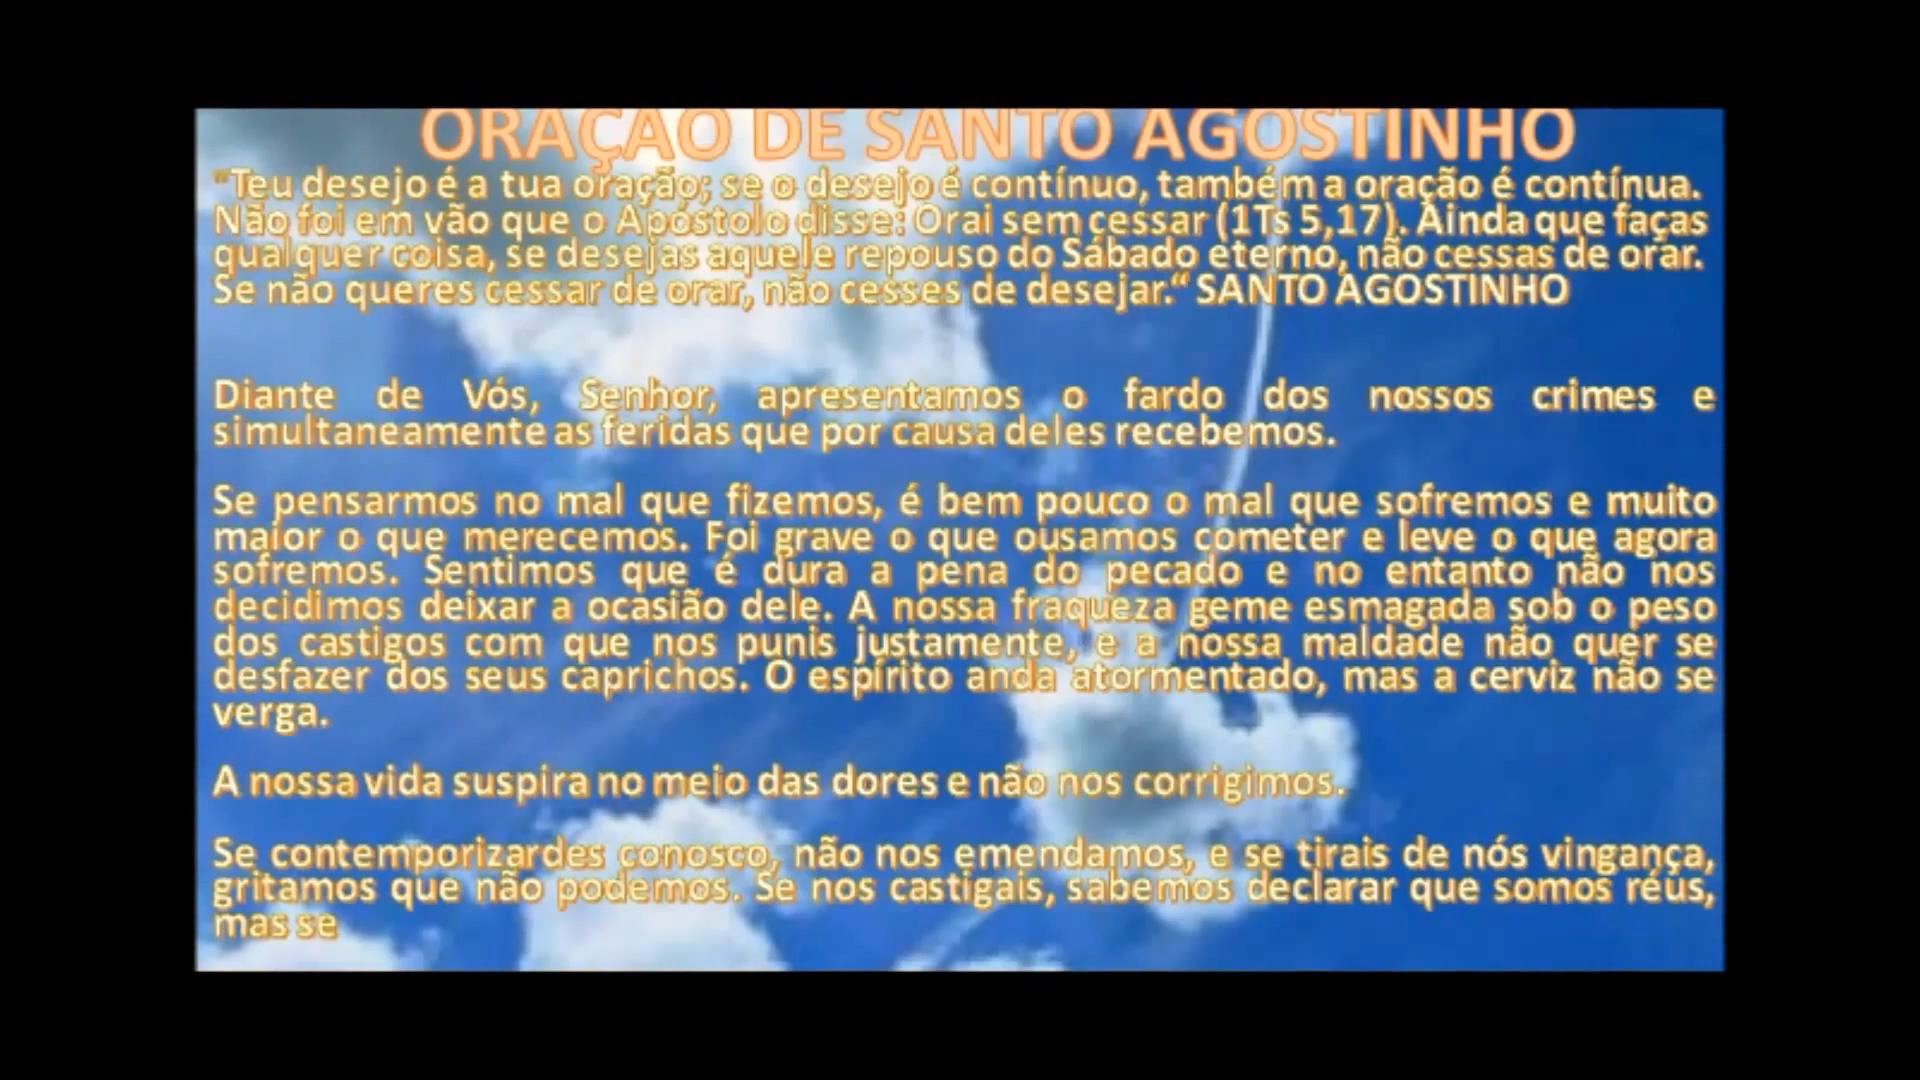 ORAÇÃO DE SANTO AGOSTINHO
"Teu desejo é a tua oração; se o desejo é contínuo, também a oração é contínua.
Não foi em vão que o Apóstolo disse: Orai sem cessar (1Ts 5,17). Ainda que faças
qualquer coisa, se desejas aquele repouso do Sábado eterno, não cessas de orar.
Se não queres cessar de orar, não cesses de desejar.“ SANTO AGOSTINHO
Diante de Vós, Senhor, apresentamos o fardo dos nossos crimes e
simultaneamente as feridas que por causa deles recebemos.
Se pensarmos no mal que fizemos, é bem pouco o mal que sofremos e muito
maior o que merecemos. Foi grave o que ousamos cometer e leve o que agora
sofremos. Sentimos que é dura a pena do pecado e no entanto não nos
decidimos deixar a ocasião dele. A nossa fraqueza geme esmagada sob o peso
dos castigos com que nos punis justamente, e a nossa maldade não quer se
desfazer dos seus caprichos. O espírito anda atormentado, mas a cerviz não se
verga.
A nossa vida suspira no meio das dores e não nos corrigimos.
Se contemporizardes conosco, não nos emendamos, e se tirais de nós vingança,
gritamos que não podemos. Se nos castigais, sabemos declarar que somos réus,
mas se